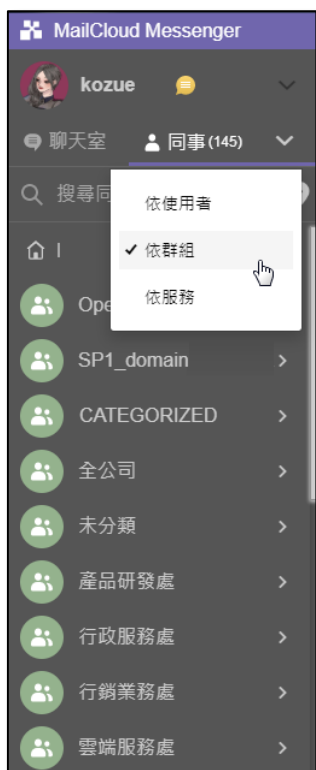 MailCloud Messenger
kozue
聊天室 同事(145)
搜尋同
依使用者
依群組
依服務
Ope
SP1_domain
CATEGORIZED
全公司
未分類
產品研發處
行政服務處
行銷業務處
雲端服務處